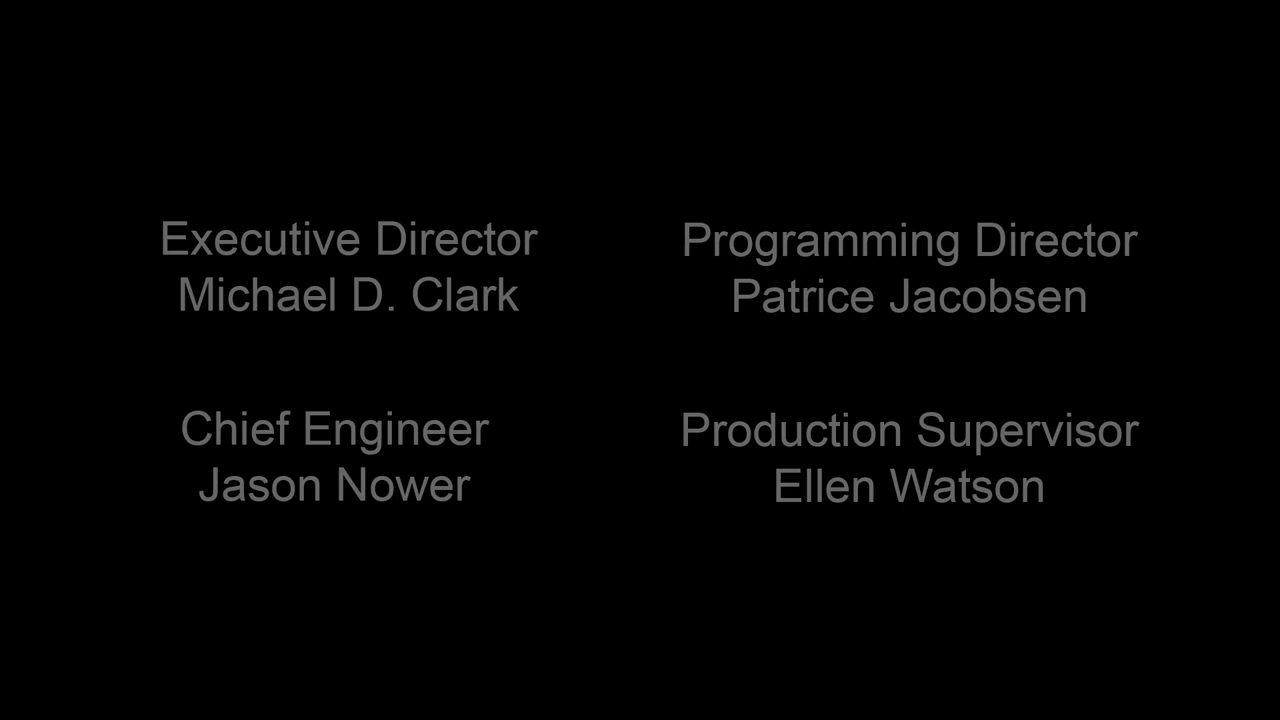 Executive Director
Michael D. Clark
Programming Director
Patrice Jacobsen
Chief Engineer
Jason Nower
Production Supervisor
Ellen Watson